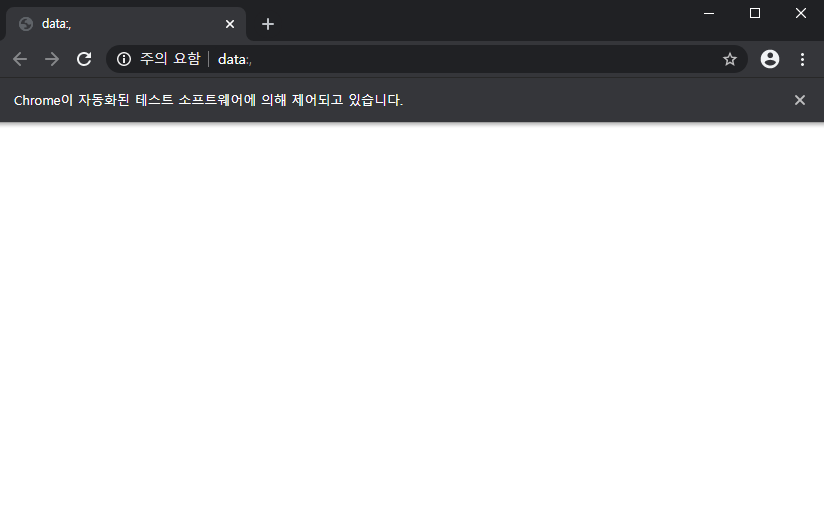 data:,
주의 요함 data:,
Chrome이 자동화된 테스트 소프트웨어에 의해 제어되고 있습니다.